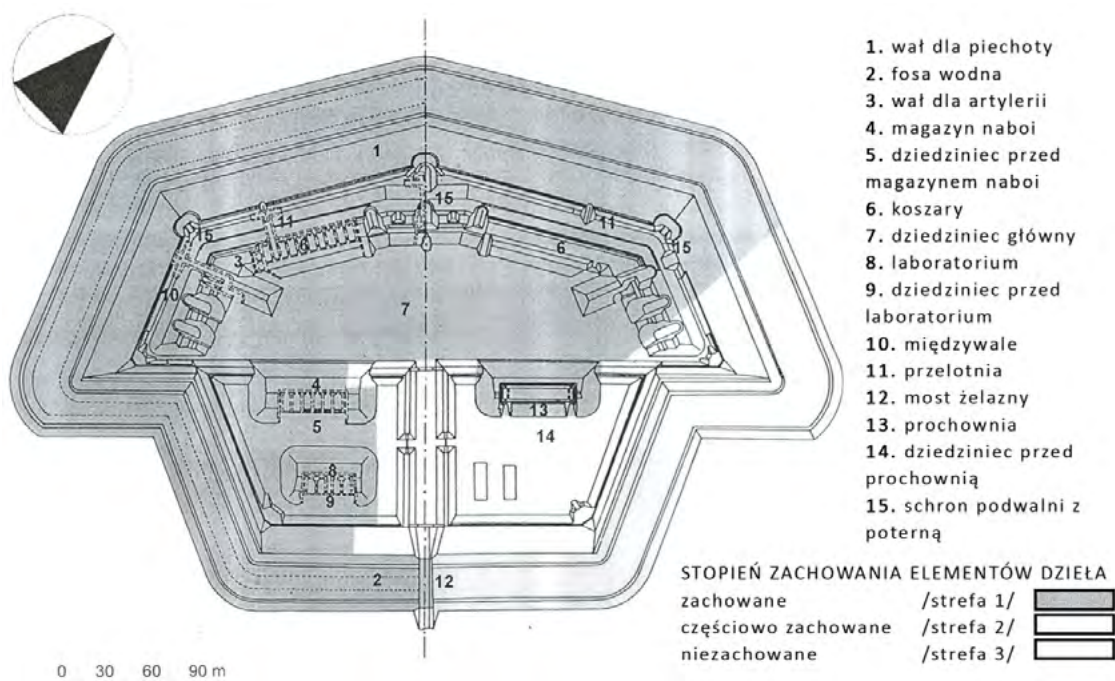 1. wał dla piechoty
2. fosa wodna
3. wał dla artylerii
4. magazyn naboi
5. dziedziniec przed
magazynem naboi
6. koszary
7. dziedziniec główny
8. laboratorium
9. dziedziniec przed
laboratorium
10. międzywale
11. przelotnia
12. most żelazny
13. prochownia
14. dziedziniec przed
prochownią
15. schron podwalni z
poterną
STOPIEŃ ZACHOWANIA ELEMENTÓW DZIEŁA
zachowane /strefa 1/
częściowo zachowane /strefa 2/
niezachowane /strefa 3/
1
15
11
11
15
15
6
3
6
10
7
4
13
5
14
8
9
2
12
0 30 60 90 m